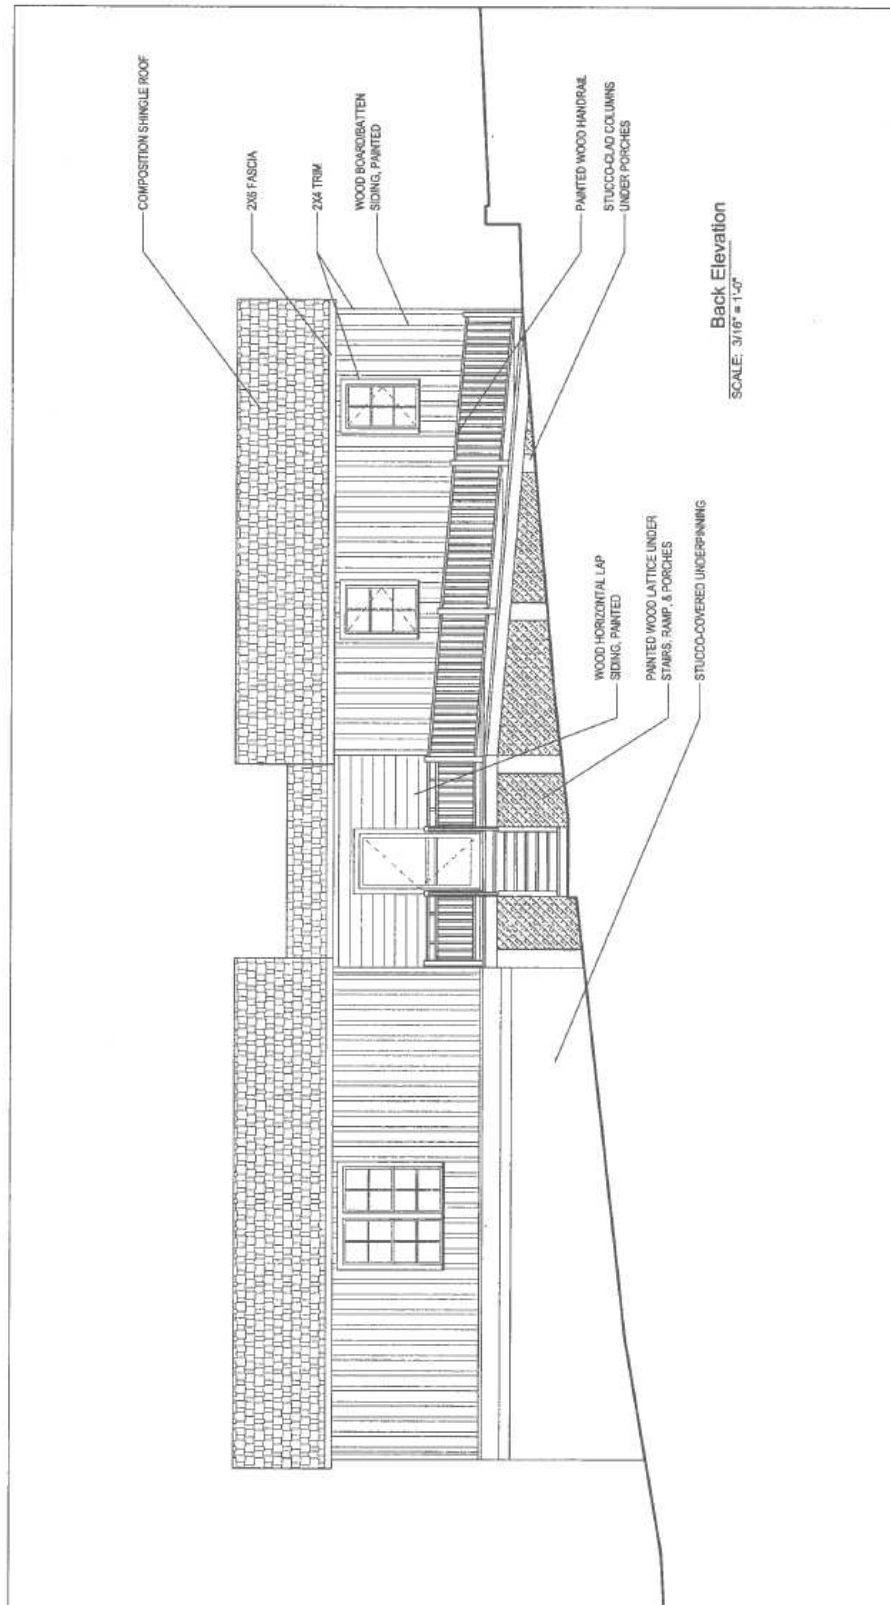 COMPOSITION SHINGLE ROOF
2X6 FASCIA
2X4 TRIM
WOOD BOARD/BATTEN
SIDING, PAINTED
PAINTED WOOD HANDRAIL
STUCCO-CLAD COLUMNS
UNDER PORCHES
WOOD HORIZONTAL LAP
SIDING, PAINTED
PAINTED WOOD LATTICE UNDER
STAIRS, RAMP, & PORCHES
STUCCO-COVERED UNDERPINNING
Back Elevation
SCALE: 3/16" = 1'-0"